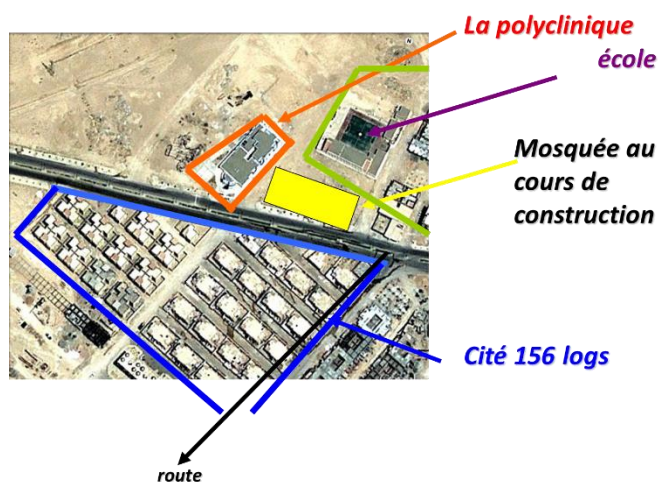 La polyclinique
école
Mosquée au
cours de
construction
Cité 156 logs
route